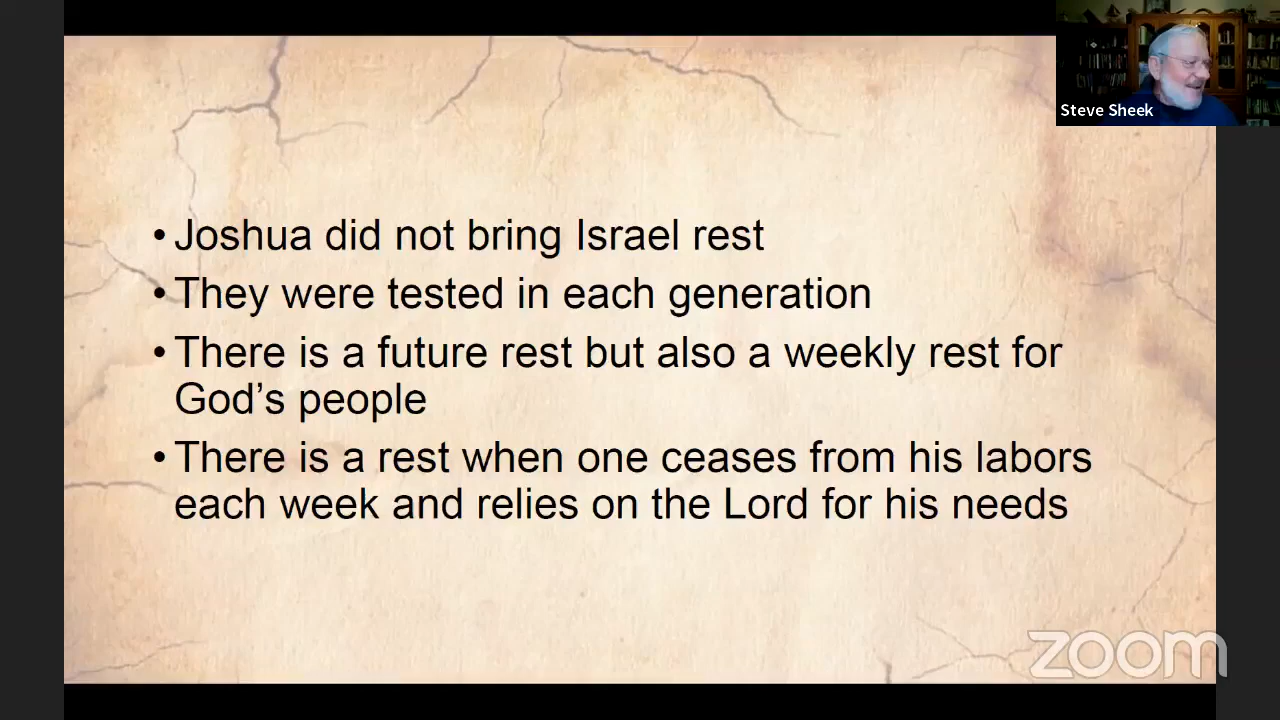 Steve Sheek
• Joshua did not bring Israel rest
• They were tested in each generation
• There is a future rest but also a weekly rest for
God’s people
• There is a rest when one ceases from his labors
each week and relies on the Lord for his needs
zoom